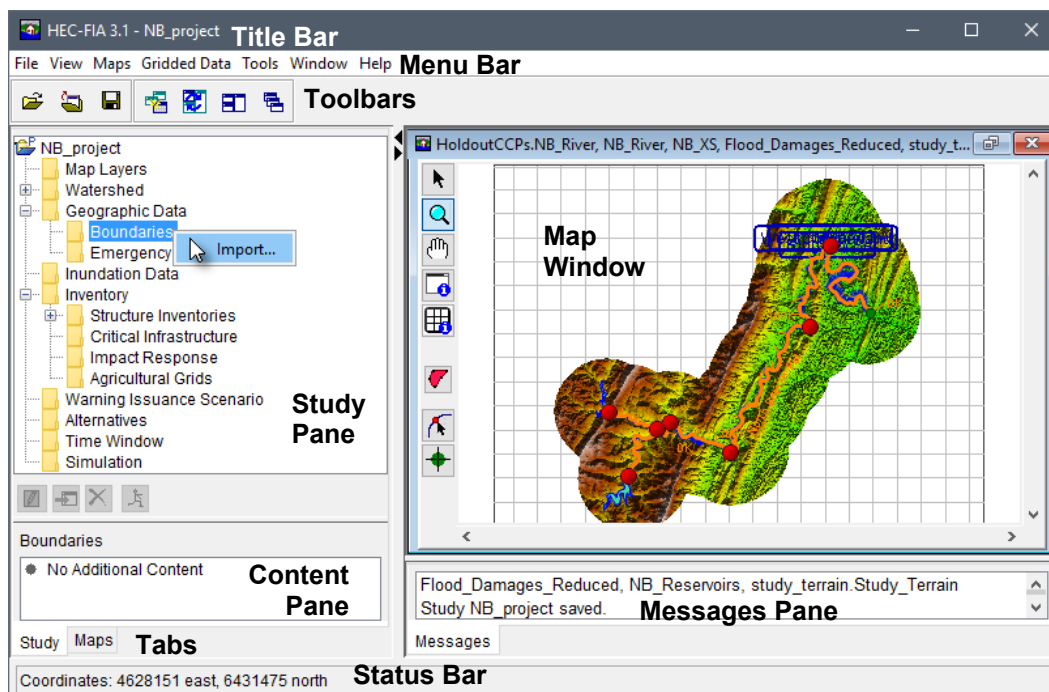 HEC-FIA 3.1 - NB_project Title Bar
File View Maps Gridded Data Tools Window Help Menu Bar
Toolbars
NB_project
Map Layers
Watershed
Geographic Data
Boundaries
Import...
Emergency
Inundation Data
Inventory
Structure Inventories
Critical Infrastructure
Impact Response
Agricultural Grids
Warning Issuance Scenario
Alternatives
Time Window
Simulation
Study
Pane
Boundaries
No Additional Content
Content
Pane
Study Maps Tabs
HoldoutCCPs.NB_River, NB_River, NB_XS, Flood_Damages_Reduced, study_t...
Map
Window
Flood_Damages_Reduced, NB_Reservoirs, study_terrain.Study_Terrain
Study NB_project saved.
Messages Pane
Messages
Coordinates: 4628151 east, 6431475 north Status Bar